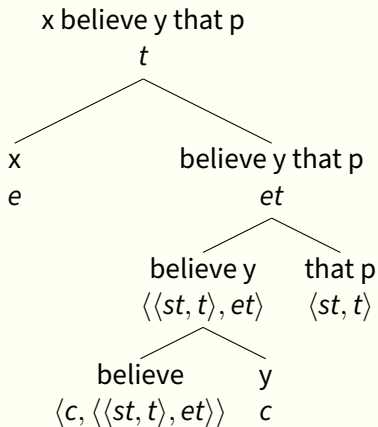 x believe y that p
t
x believe y that p
e et
believe y that p
⟨⟨st, t⟩, et⟩ ⟨st, t⟩
believe y
⟨c, ⟨⟨st, t⟩, et⟩⟩ c